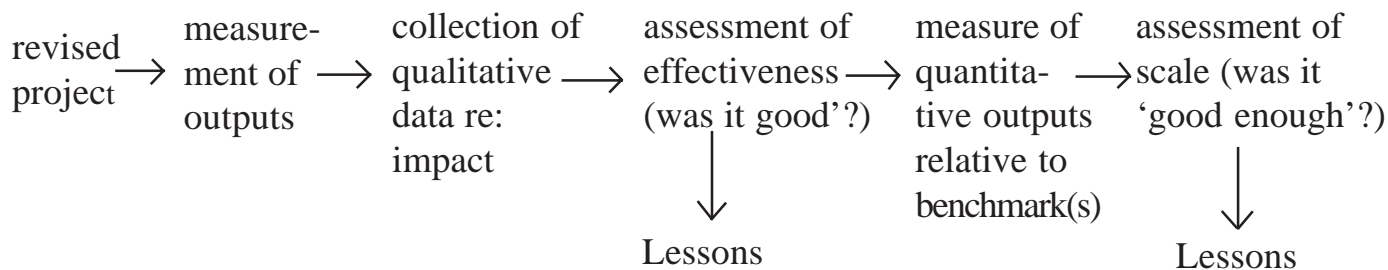 revised
project
measure-
ment of
outputs
collection of
qualitative
data re:
impact
assessment of
effectiveness
(was it good’?)
Lessons
measure of
quantita-
tive outputs
relative to
benchmark(s)
assessment of
scale (was it
‘good enough’?)
Lessons